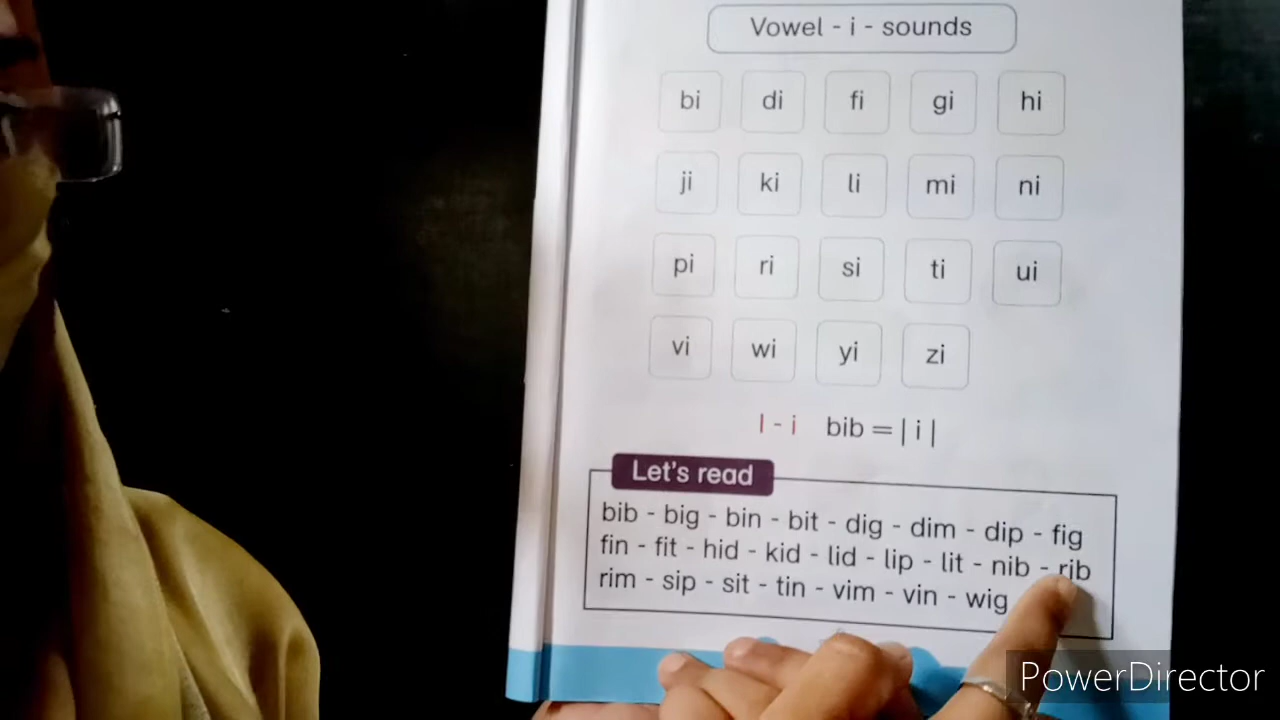 Vowel - i - sounds
bi di fi gi hi
ji ki li mi ni
pi ri si ti ui
vi wi yi zi
I - i bib = | i |
Let's read
bib - big - bin - bit - dig - dim - dip - fig
fin - fit - hid - kid - lid - lip - lit - nib - rib
rim - sip - sit - tin - vim - vin - wig
PowerDirector